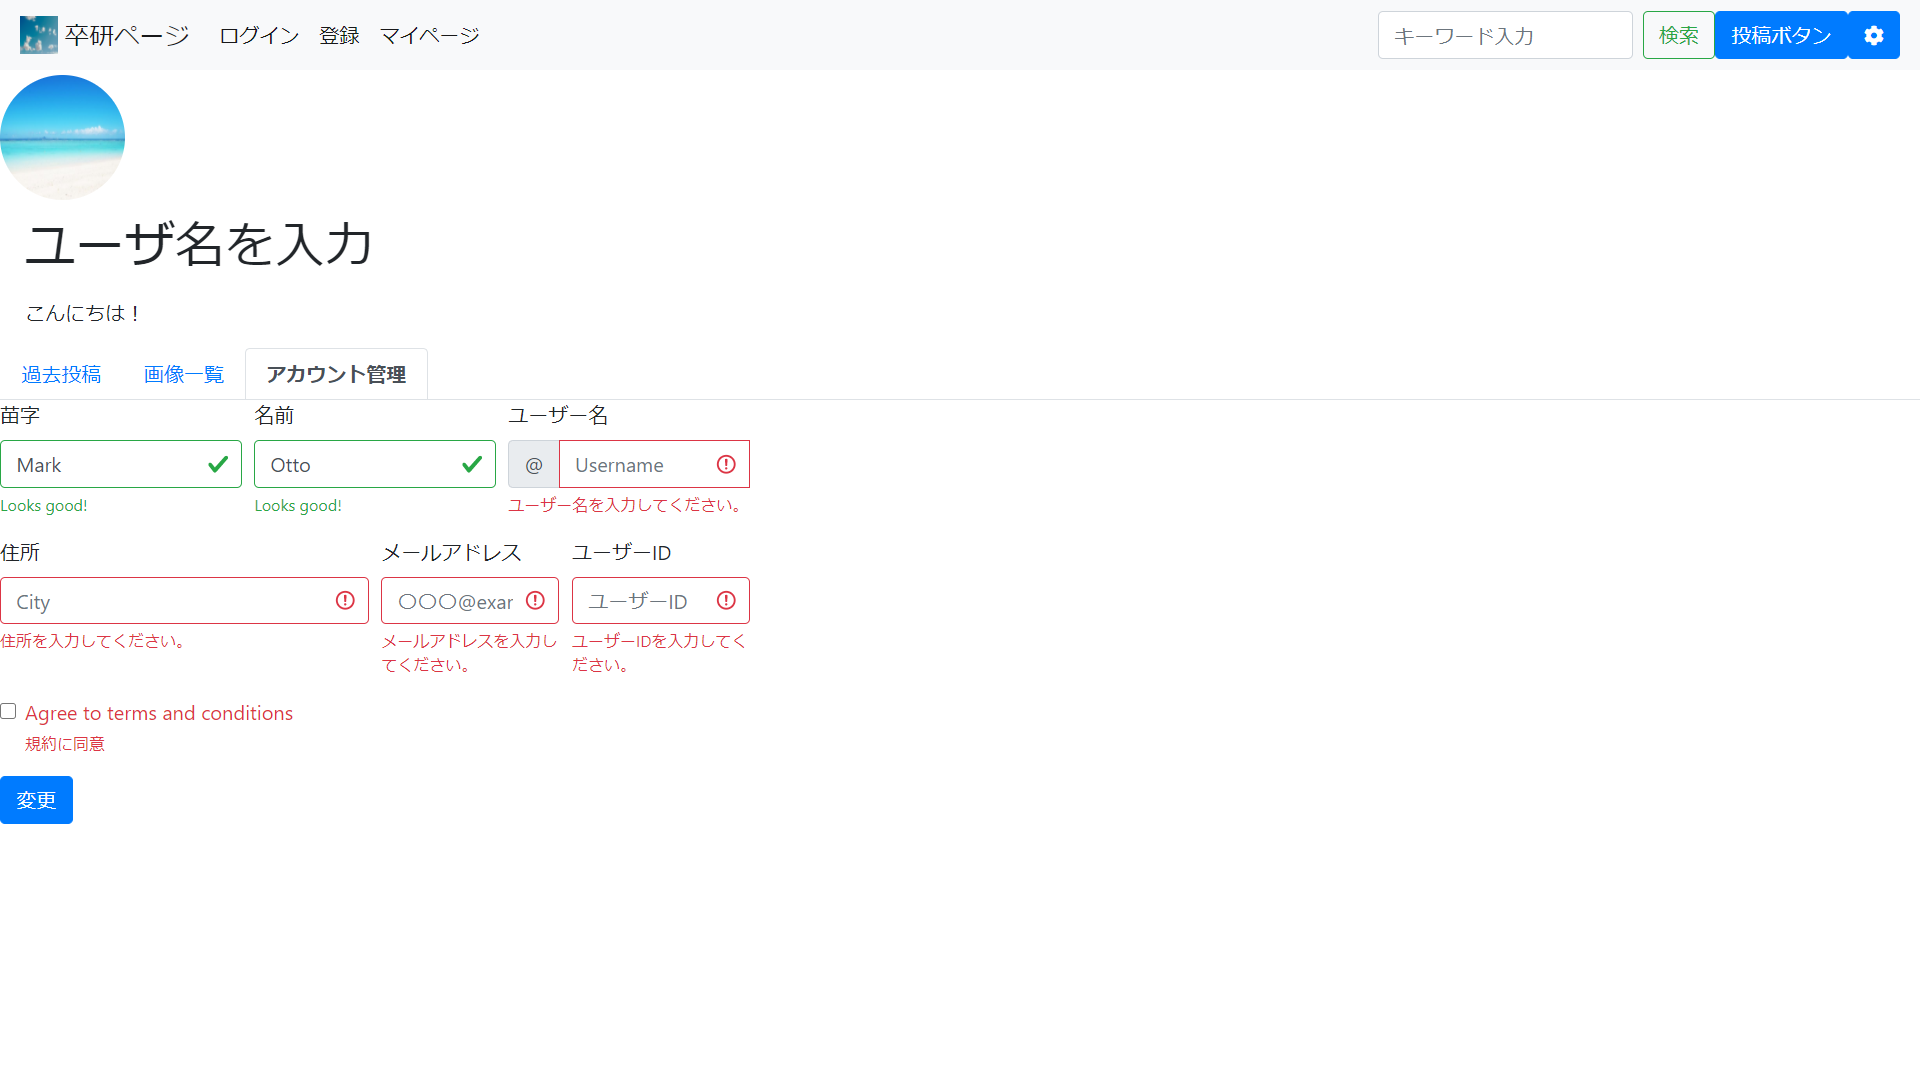 卒研ページ ログイン 登録 マイページ キーワード入力 検索 投稿ボタン
ユーザ名を入力
こんにちは！
過去投稿 画像一覧 アカウント管理
苗字 名前 ユーザー名
Mark Otto @ Username
Looks good! Looks good! ユーザー名を入力してください。
住所 メールアドレス ユーザーID
City 〇〇〇@exar ユーザーID
住所を入力してください。 メールアドレスを入力し ユーザーIDを入力してく
てください。 ださい。
Agree to terms and conditions
規約に同意
変更